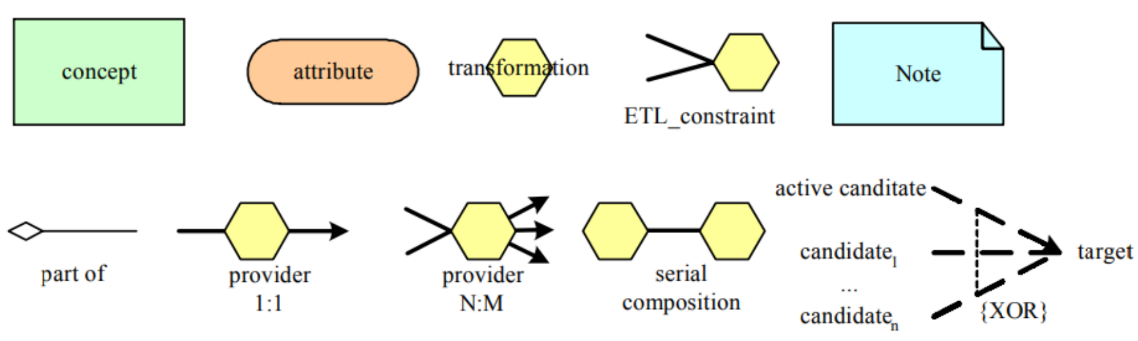 concept
attribute
transformation
ETL_constraint
Note
part of
provider
1:1
provider
N:M
serial
composition
active canditate
candidate1
...
candidaten
{XOR}
target